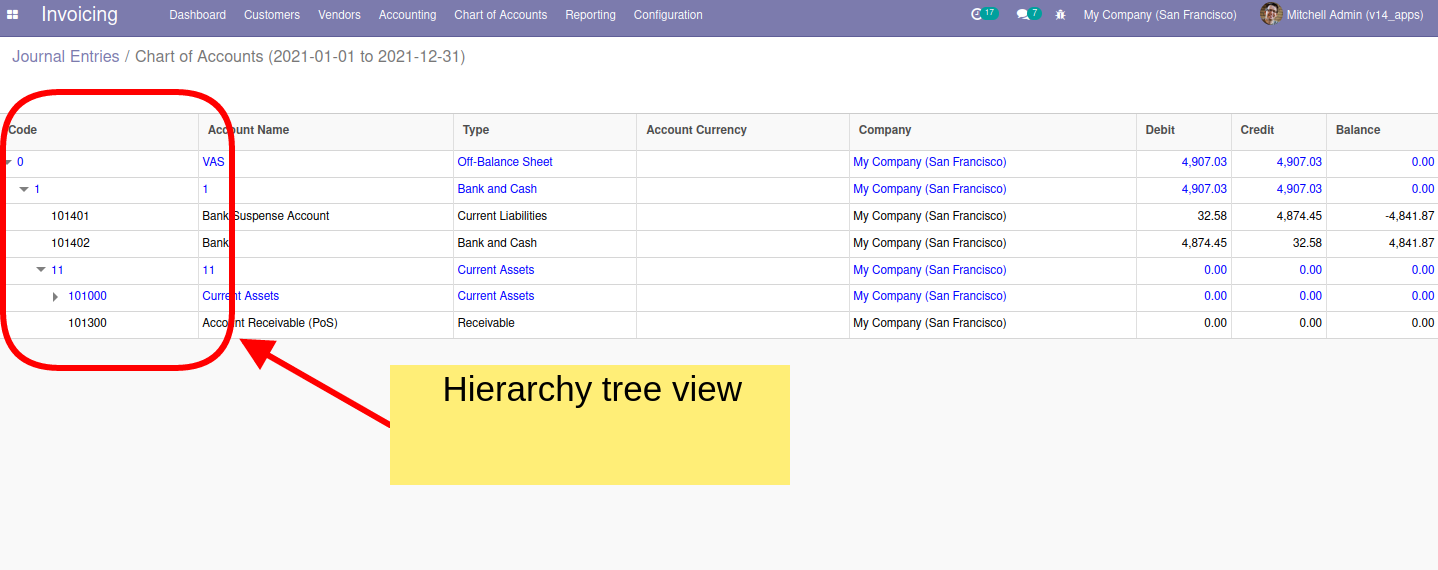 Invoicing Dashboard Customers Vendors Accounting Chart of Accounts Reporting Configuration 17 7 My Company (San Francisco) Mitchell Admin (v14_apps)
Journal Entries / Chart of Accounts (2021-01-01 to 2021-12-31)
Code Account Name Type Account Currency Company Debit Credit Balance
0 VAS Off-Balance Sheet My Company (San Francisco) 4,907.03 4,907.03 0.00
1 1 Bank and Cash My Company (San Francisco) 4,907.03 4,907.03 0.00
101401 Bank Suspense Account Current Liabilities My Company (San Francisco) 32.58 4,874.45 -4,841.87
101402 Bank Bank and Cash My Company (San Francisco) 4,874.45 32.58 4,841.87
11 11 Current Assets My Company (San Francisco) 0.00 0.00 0.00
101000 Current Assets Current Assets My Company (San Francisco) 0.00 0.00 0.00
101300 Account Receivable (PoS) Receivable My Company (San Francisco) 0.00 0.00 0.00
Hierarchy tree view